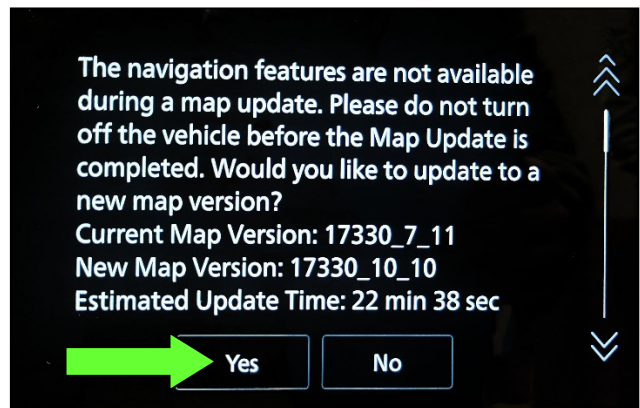 The navigation features are not available
during a map update. Please do not turn
off the vehicle before the Map Update is
completed. Would you like to update to a
new map version?
Current Map Version: 17330_7_11
New Map Version: 17330_10_10
Estimated Update Time: 22 min 38 sec
Yes
No